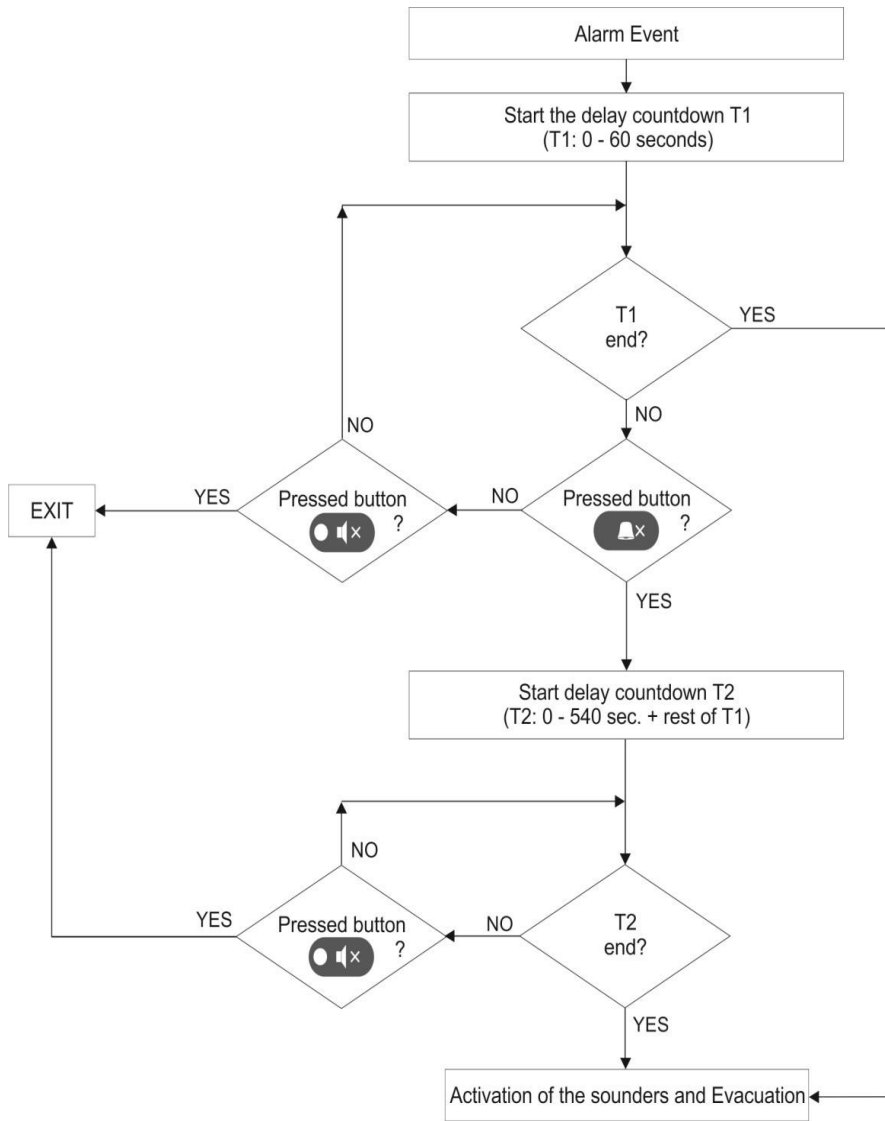 Alarm Event
Start the delay countdown T1
(T1: 0 - 60 seconds)
T1
end?
YES
NO
NO
Pressed button
?
NO
Pressed button
?
YES
EXIT
YES
Start delay countdown T2
(T2: 0 - 540 sec. + rest of T1)
NO
T2
end?
NO
Pressed button
?
YES
YES
Activation of the sounders and Evacuation